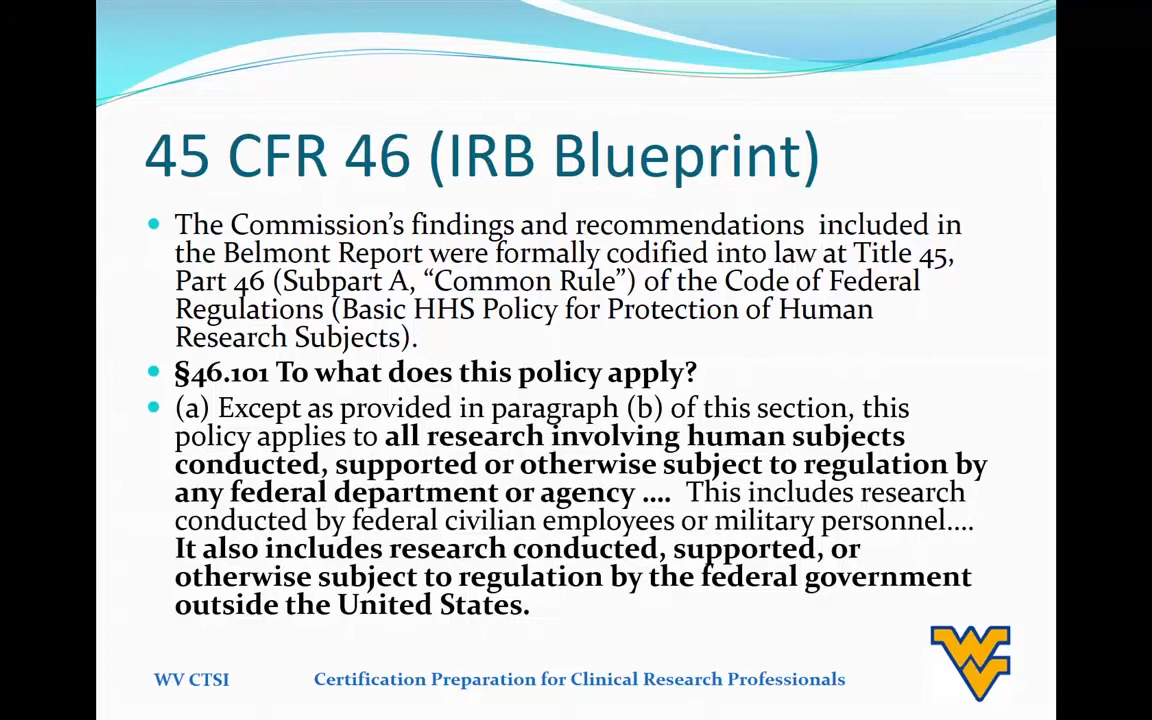 45 CFR 46 (IRB Blueprint)
• The Commission’s findings and recommendations included in
the Belmont Report were formally codified into law at Title 45,
Part 46 (Subpart A, “Common Rule”) of the Code of Federal
Regulations (Basic HHS Policy for Protection of Human
Research Subjects).
• §46.101 To what does this policy apply?
• (a) Except as provided in paragraph (b) of this section, this
policy applies to all research involving human subjects
conducted, supported or otherwise subject to regulation by
any federal department or agency .... This includes research
conducted by federal civilian employees or military personnel....
It also includes research conducted, supported, or
otherwise subject to regulation by the federal government
outside the United States.
WV CTSI Certification Preparation for Clinical Research Professionals
WV